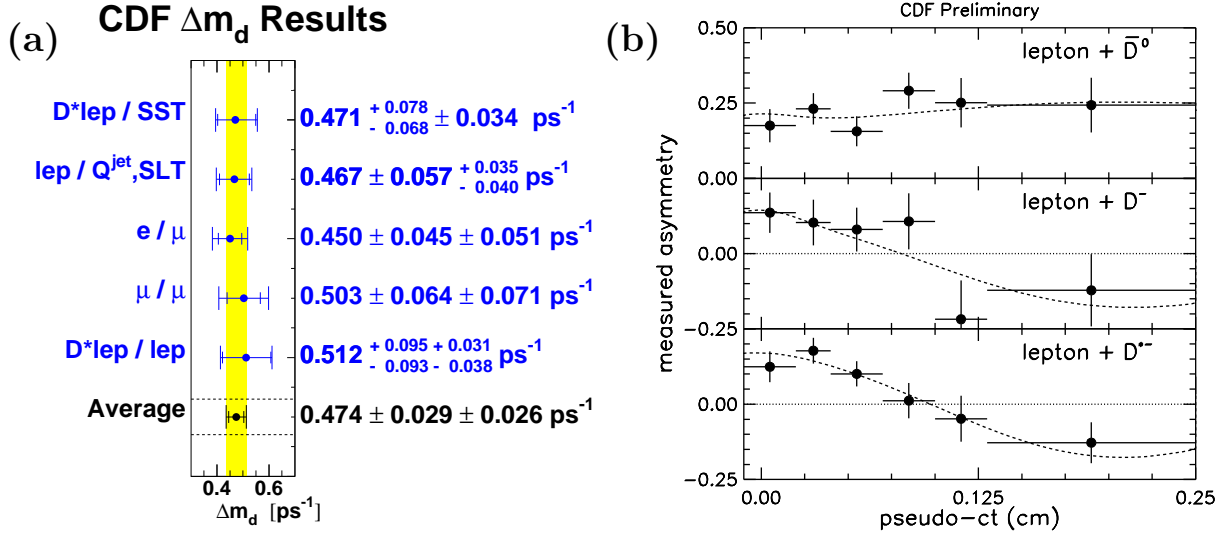 (a)
CDF Δm_d Results
D*lep / SST
0.471 + 0.078 - 0.068 ± 0.034 ps⁻¹
lep / Q^jet,SLT
0.467 ± 0.057 + 0.035 - 0.040 ps⁻¹
e / μ
0.450 ± 0.045 ± 0.051 ps⁻¹
μ / μ
0.503 ± 0.064 ± 0.071 ps⁻¹
D*lep / lep
0.512 + 0.095 - 0.093 + 0.031 - 0.038 ps⁻¹
Average
0.474 ± 0.029 ± 0.026 ps⁻¹
0.4 0.6
Δm_d [ps⁻¹]
(b)
CDF Preliminary
measured asymmetry
0.50
lepton + D̄⁰
0.25
0.00
lepton + D⁻
0.00
-0.25
lepton + D*⁻
0.00
-0.25
0.00 0.125 0.25
pseudo-ct (cm)